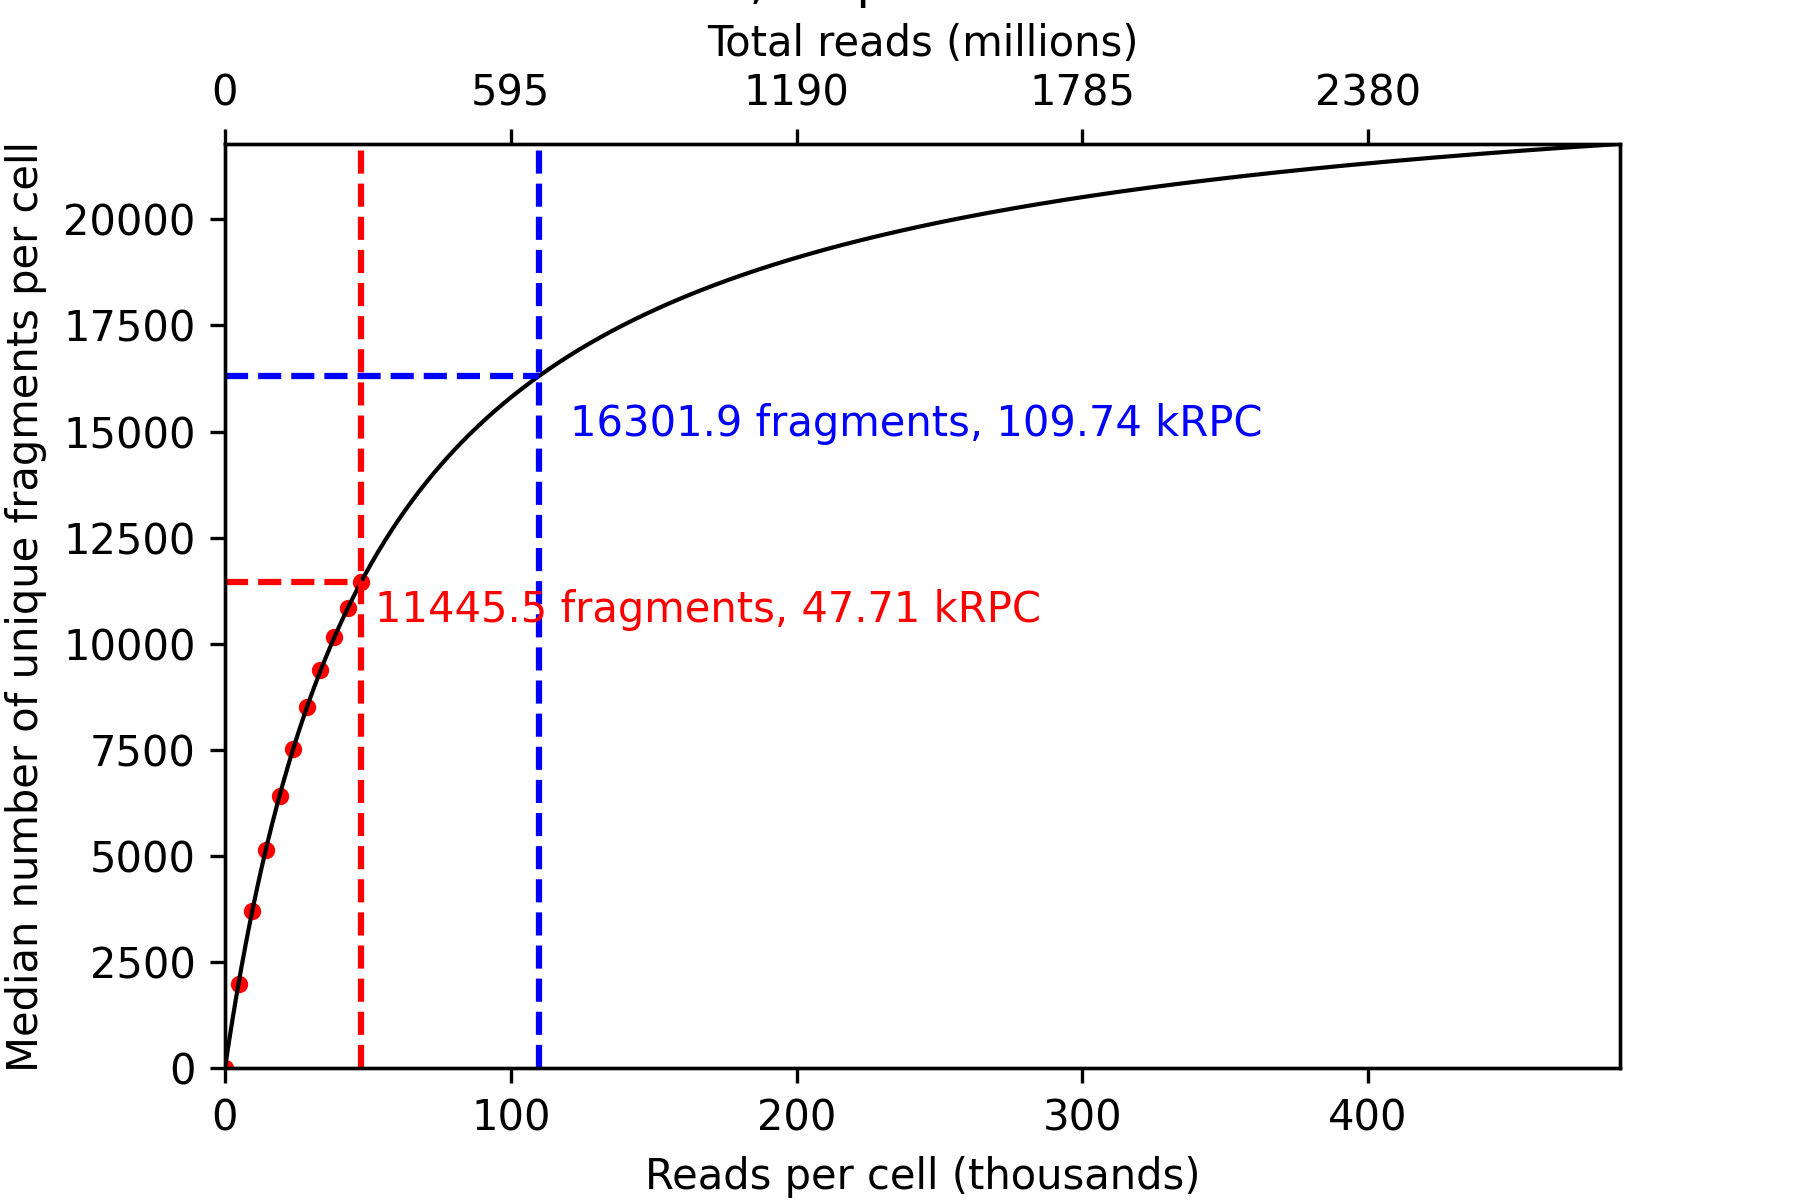 Total reads (millions)
0 595 1190 1785 2380
Median number of unique fragments per cell
20000
17500
15000
12500
10000
7500
5000
2500
0
16301.9 fragments, 109.74 kRPC
11445.5 fragments, 47.71 kRPC
0 100 200 300 400
Reads per cell (thousands)